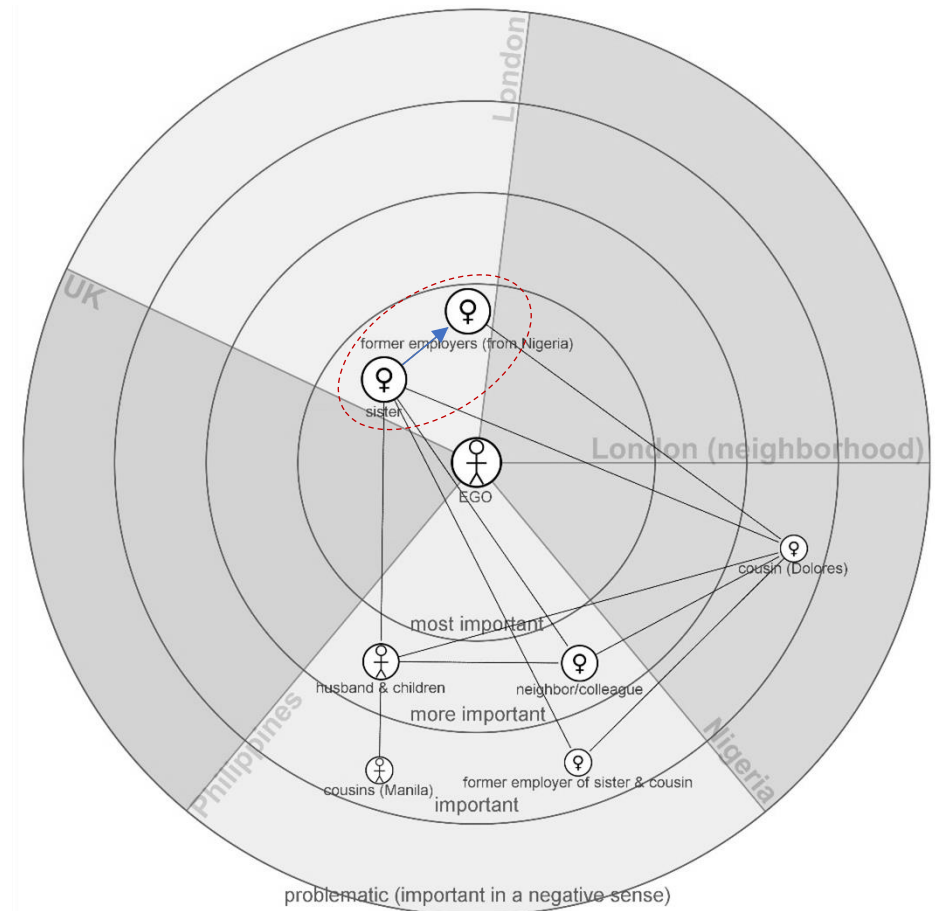 London
UK
former employers (from Nigeria)
sister
London (neighborhood)
EGO
cousin (Dolores)
most important
husband & children
neighbor/colleague
more important
Philippines
Nigeria
cousins (Manila)
former employer of sister & cousin
important
problematic (important in a negative sense)